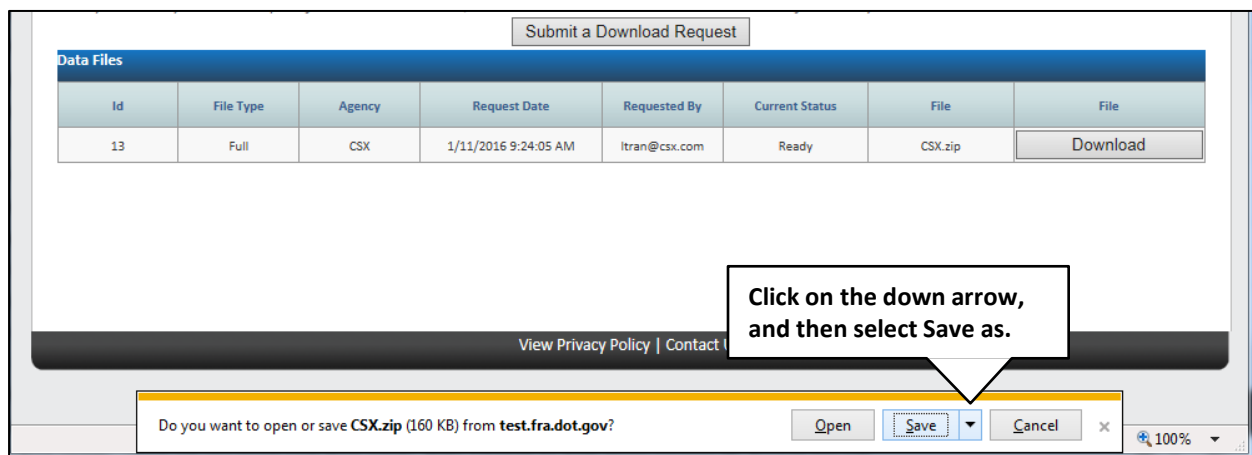 Submit a Download Request
Data Files
Id File Type Agency Request Date Requested By Current Status File File
13 Full CSX 1/11/2016 9:24:05 AM ltran@csx.com Ready CSX.zip Download
Click on the down arrow,
and then select Save as.
View Privacy Policy | Contact
Do you want to open or save CSX.zip (160 KB) from test.fra.dot.gov? Open Save Cancel
100%